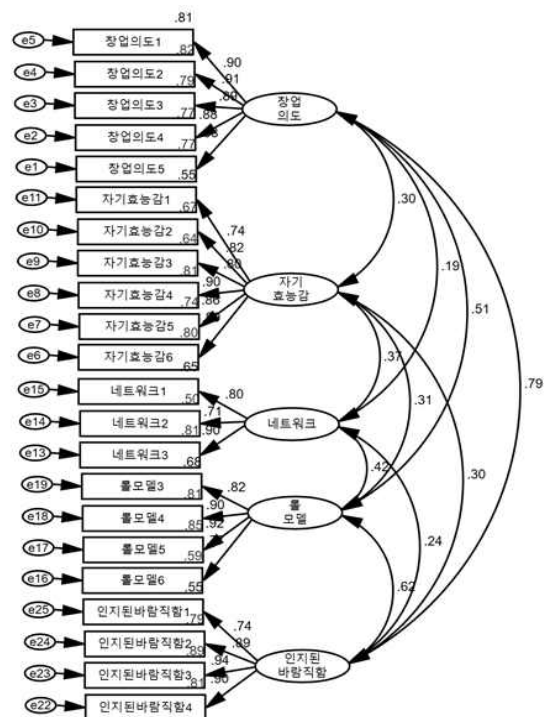 .81
e5
창업의도1
.82
.90
e4
창업의도2
.79
.91
e3
창업의도3
.77
.89
.88
창업
의도
e2
창업의도4
.77
e1
창업의도5
.55
e11
자기효능감1
.67
.30
e10
자기효능감2
.64
.74
e9
자기효능감3
.81
.82
.80
.19
e8
자기효능감4
.74
.90
.86
자기
효능감
.51
e7
자기효능감5
.80
e6
자기효능감6
.65
.37
.79
e15
네트워크1
.50
.80
.31
e14
네트워크2
.81
.71
.90
네트워크
e13
네트워크3
.68
.42
.30
e19
롤모델3
.81
.82
e18
롤모델4
.85
.90
.92
롤
모델
.24
e17
롤모델5
.59
e16
롤모델6
.55
.62
e25
인지된바람직함1
.79
.74
e24
인지된바람직함2
.89
.89
e23
인지된바람직함3
.81
.94
.90
인지된
바람직함
e22
인지된바람직함4